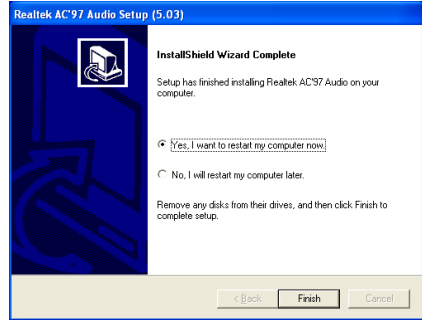 Realtek AC'97 Audio Setup (5.03)
InstallShield Wizard Complete
Setup has finished installing Realtek AC'97 Audio on your
computer.
Yes, I want to restart my computer now.
No, I will restart my computer later.
Remove any disks from their drives, and then click Finish to
complete setup.
< Back Finish Cancel